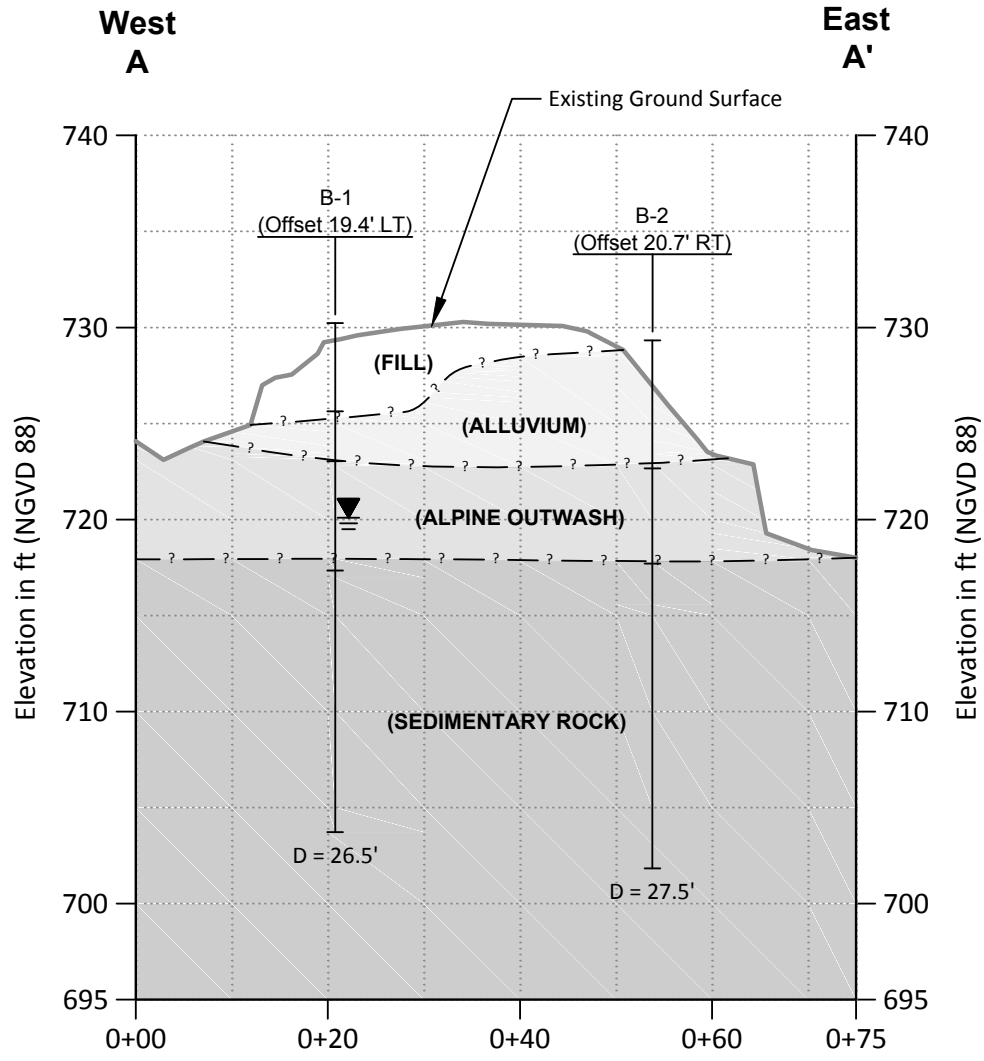 West
A
East
A'
Existing Ground Surface
740
740
B-1
(Offset 19.4' LT)
B-2
(Offset 20.7' RT)
730
730
(FILL)
? ? ? ? ? ? ? ?
(ALLUVIUM)
? ? ? ? ? ? ? ? ?
720
720
(ALPINE OUTWASH)
? ? ? ? ? ? ? ? ? ? ? ? ?
710
710
(SEDIMENTARY ROCK)
D = 26.5'
D = 27.5'
700
700
695
695
0+00
0+20
0+40
0+60
0+75
Elevation in ft (NGVD 88)
Elevation in ft (NGVD 88)